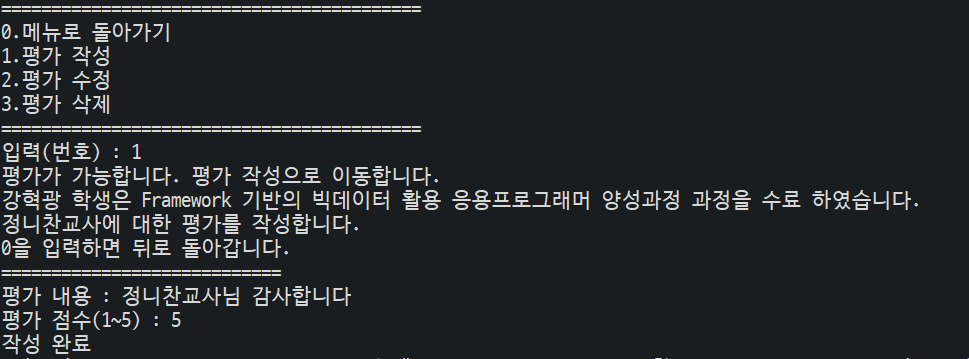 ==========================================
0.메뉴로 돌아가기
1.평가 작성
2.평가 수정
3.평가 삭제
==========================================
입력(번호) : 1
평가가 가능합니다. 평가 작성으로 이동합니다.
강혁광 학생은 Framework 기반의 빅데이터 활용 응용프로그래머 양성과정 과정을 수료 하였습니다.
정니찬교사에 대한 평가를 작성합니다.
0을 입력하면 뒤로 돌아갑니다.
============================
평가 내용 : 정니찬교사님 감사합니다
평가 점수(1~5) : 5
작성 완료